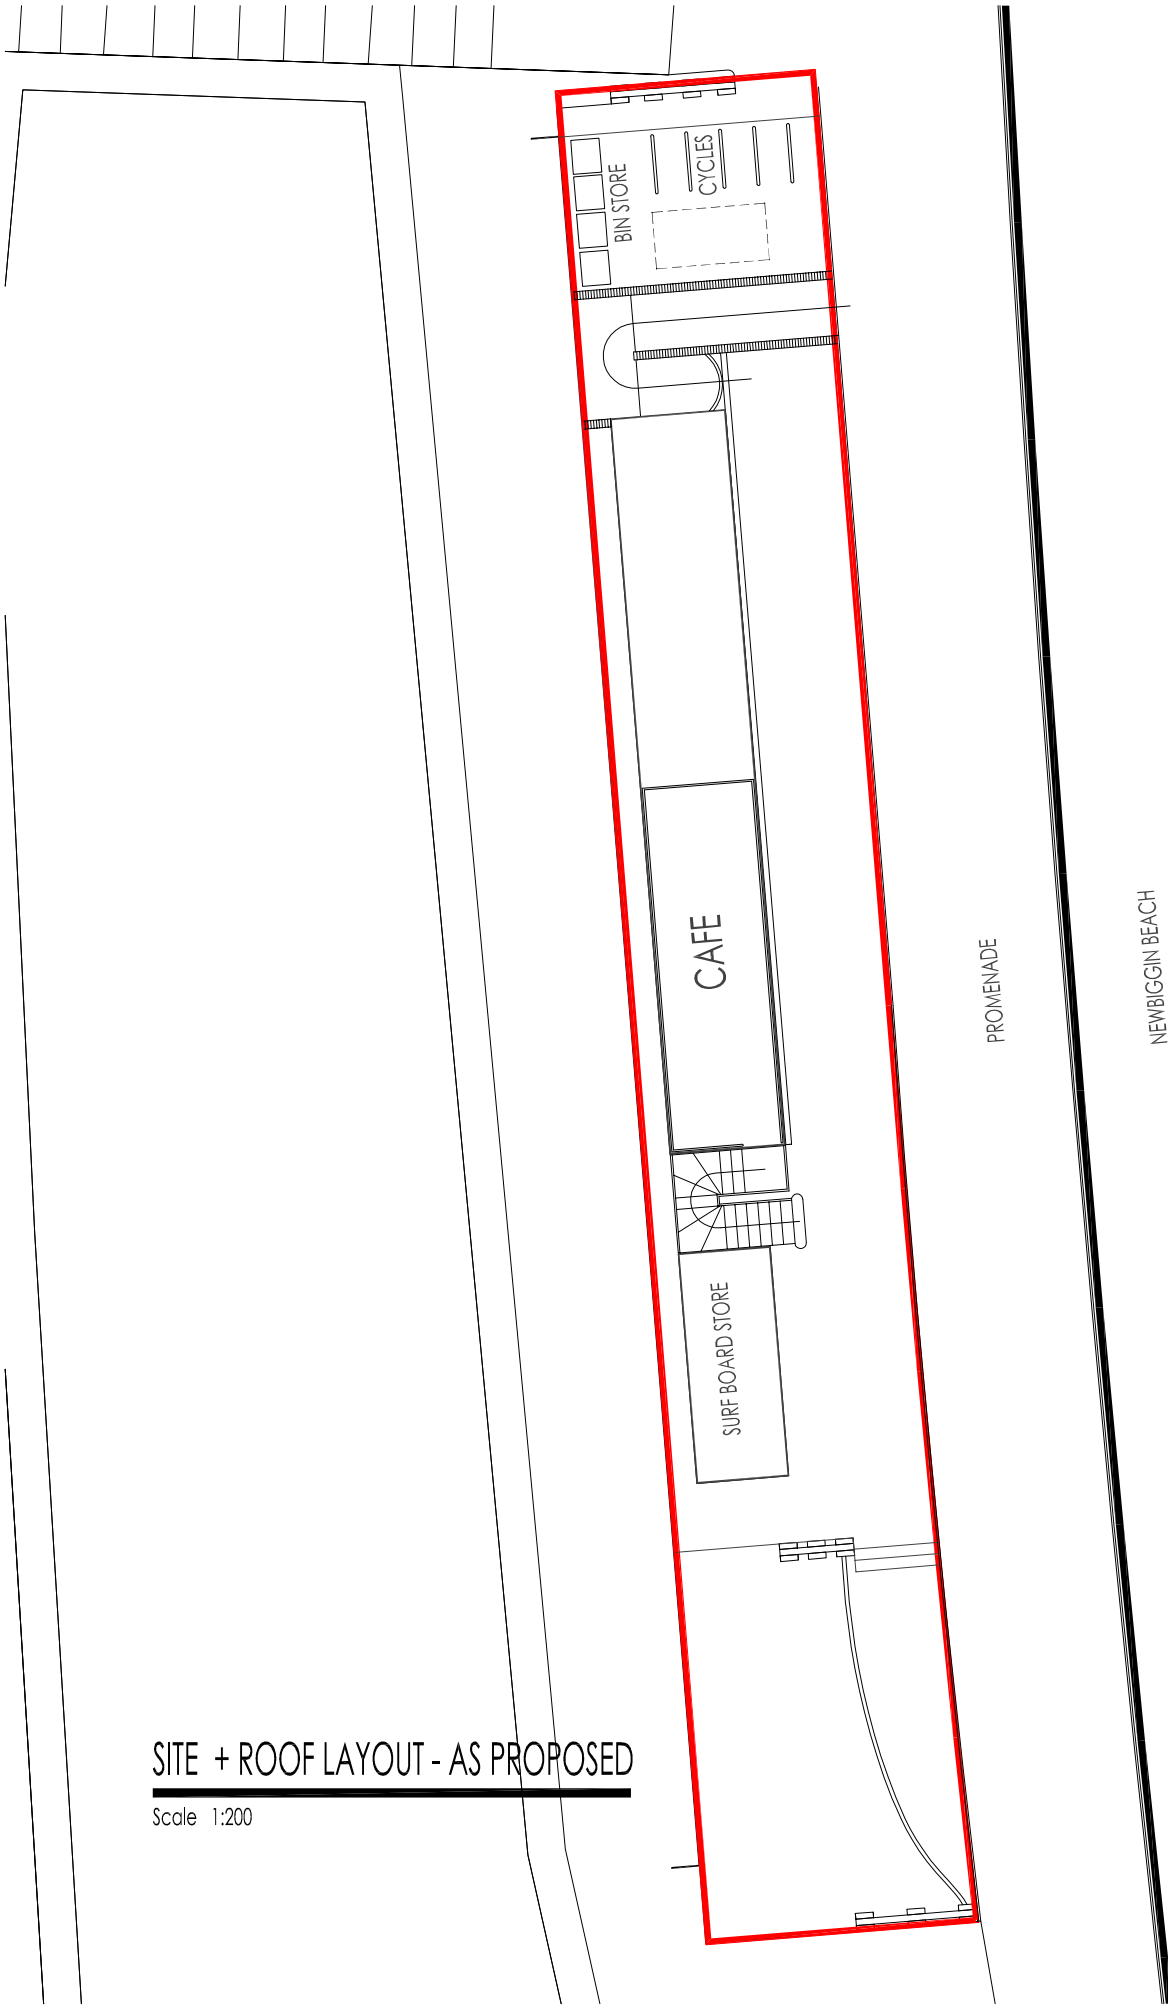 BIN STORE
CYCLES
CAFE
PROMENADE
NEWBIGGIN BEACH
SURF BOARD STORE
SITE + ROOF LAYOUT - AS PROPOSED
Scale 1:200